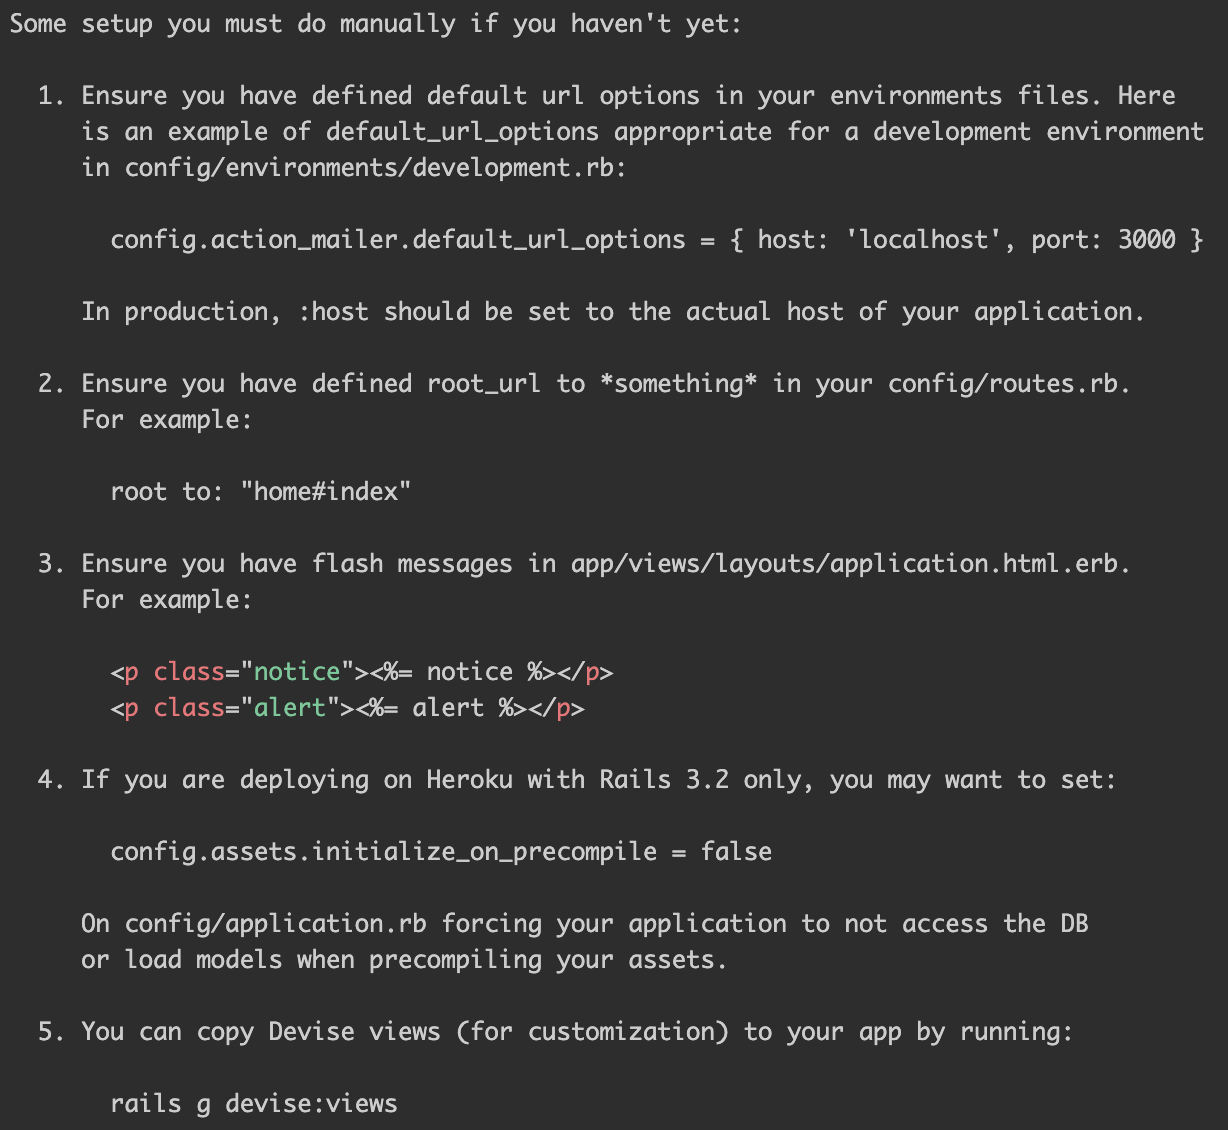 Some setup you must do manually if you haven't yet:
1. Ensure you have defined default url options in your environments files. Here
is an example of default_url_options appropriate for a development environment
in config/environments/development.rb:
config.action_mailer.default_url_options = { host: 'localhost', port: 3000 }
In production, :host should be set to the actual host of your application.
2. Ensure you have defined root_url to *something* in your config/routes.rb.
For example:
root to: "home#index"
3. Ensure you have flash messages in app/views/layouts/application.html.erb.
For example:
<p class="notice"><%= notice %></p>
<p class="alert"><%= alert %></p>
4. If you are deploying on Heroku with Rails 3.2 only, you may want to set:
config.assets.initialize_on_precompile = false
On config/application.rb forcing your application to not access the DB
or load models when precompiling your assets.
5. You can copy Devise views (for customization) to your app by running:
rails g devise:views